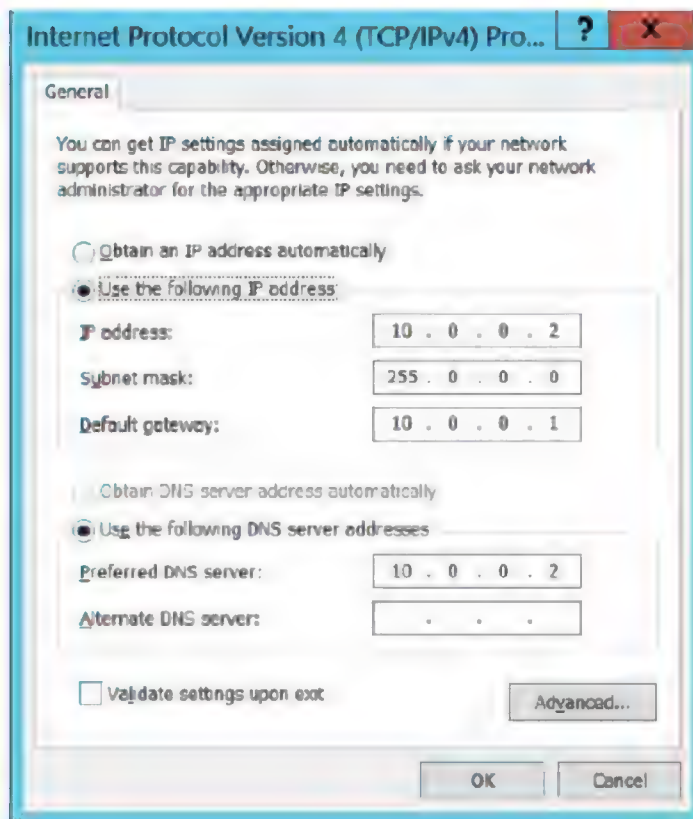 Internet Protocol Version 4 (TCP/IPv4) Pro... ? X
General
You can get IP settings assigned automatically if your network
supports this capability. Otherwise, you need to ask your network
administrator for the appropriate IP settings.
Obtain an IP address automatically
Use the following IP address:
IP address: 10 . 0 . 0 . 2
Subnet mask: 255 . 0 . 0 . 0
Default gateway: 10 . 0 . 0 . 1
Obtain DNS server address automatically
Use the following DNS server addresses
Preferred DNS server: 10 . 0 . 0 . 2
Alternate DNS server: . . .
Validate settings upon exit
Advanced...
OK Cancel